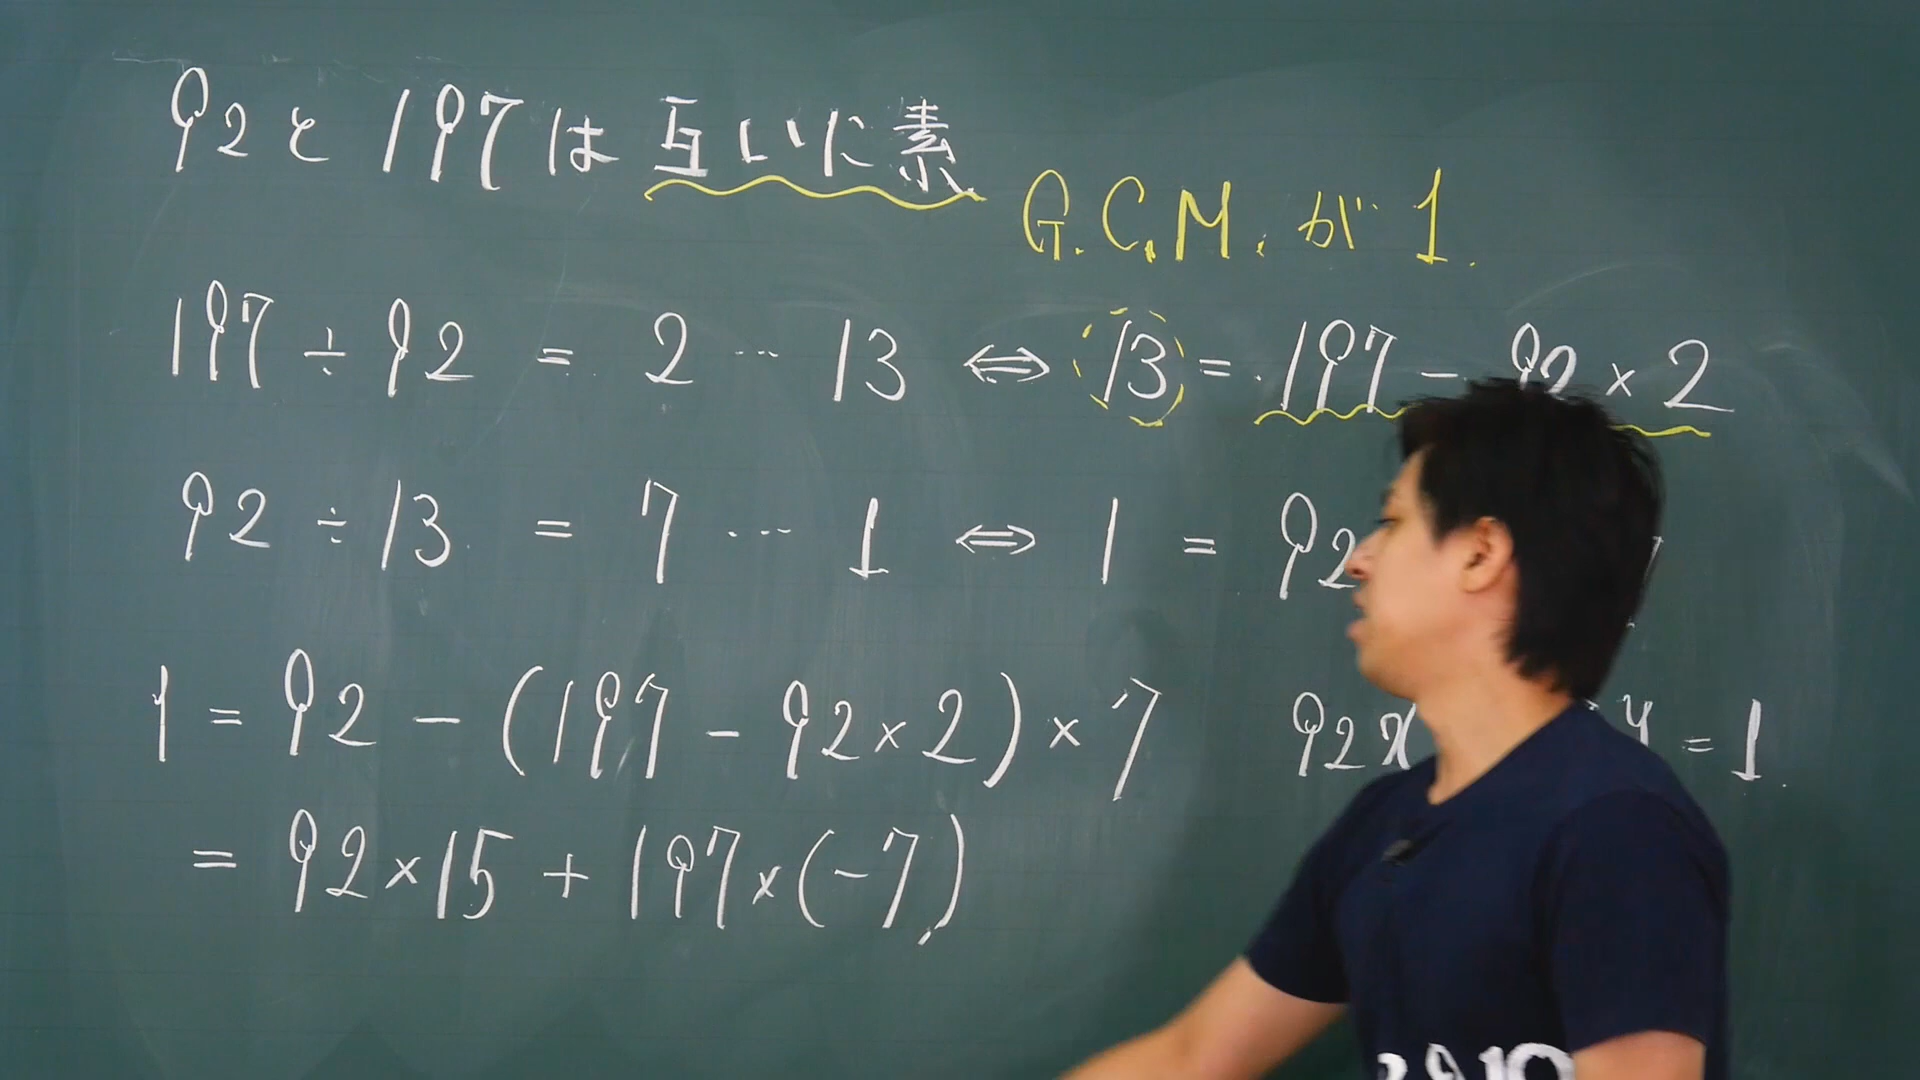 92と197は互いに素
G.C.M.が1.
197÷92 = 2 … 13 ⇔ 13 = 197 - 92×2
92÷13 = 7 … 1 ⇔ 1 = 92
1 = 92 - (197 - 92×2)×7
92x y = 1.
= 92×15 + 197×(-7)